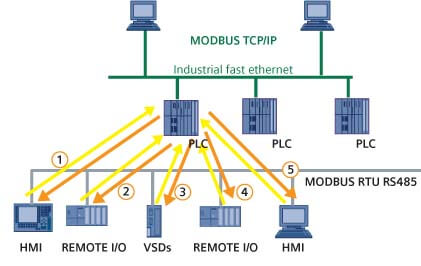 MODBUS TCP/IP
Industrial fast ethernet
PLC PLC PLC
1 2 3 4 5
MODBUS RTU RS485
HMI REMOTE I/O VSDs REMOTE I/O HMI